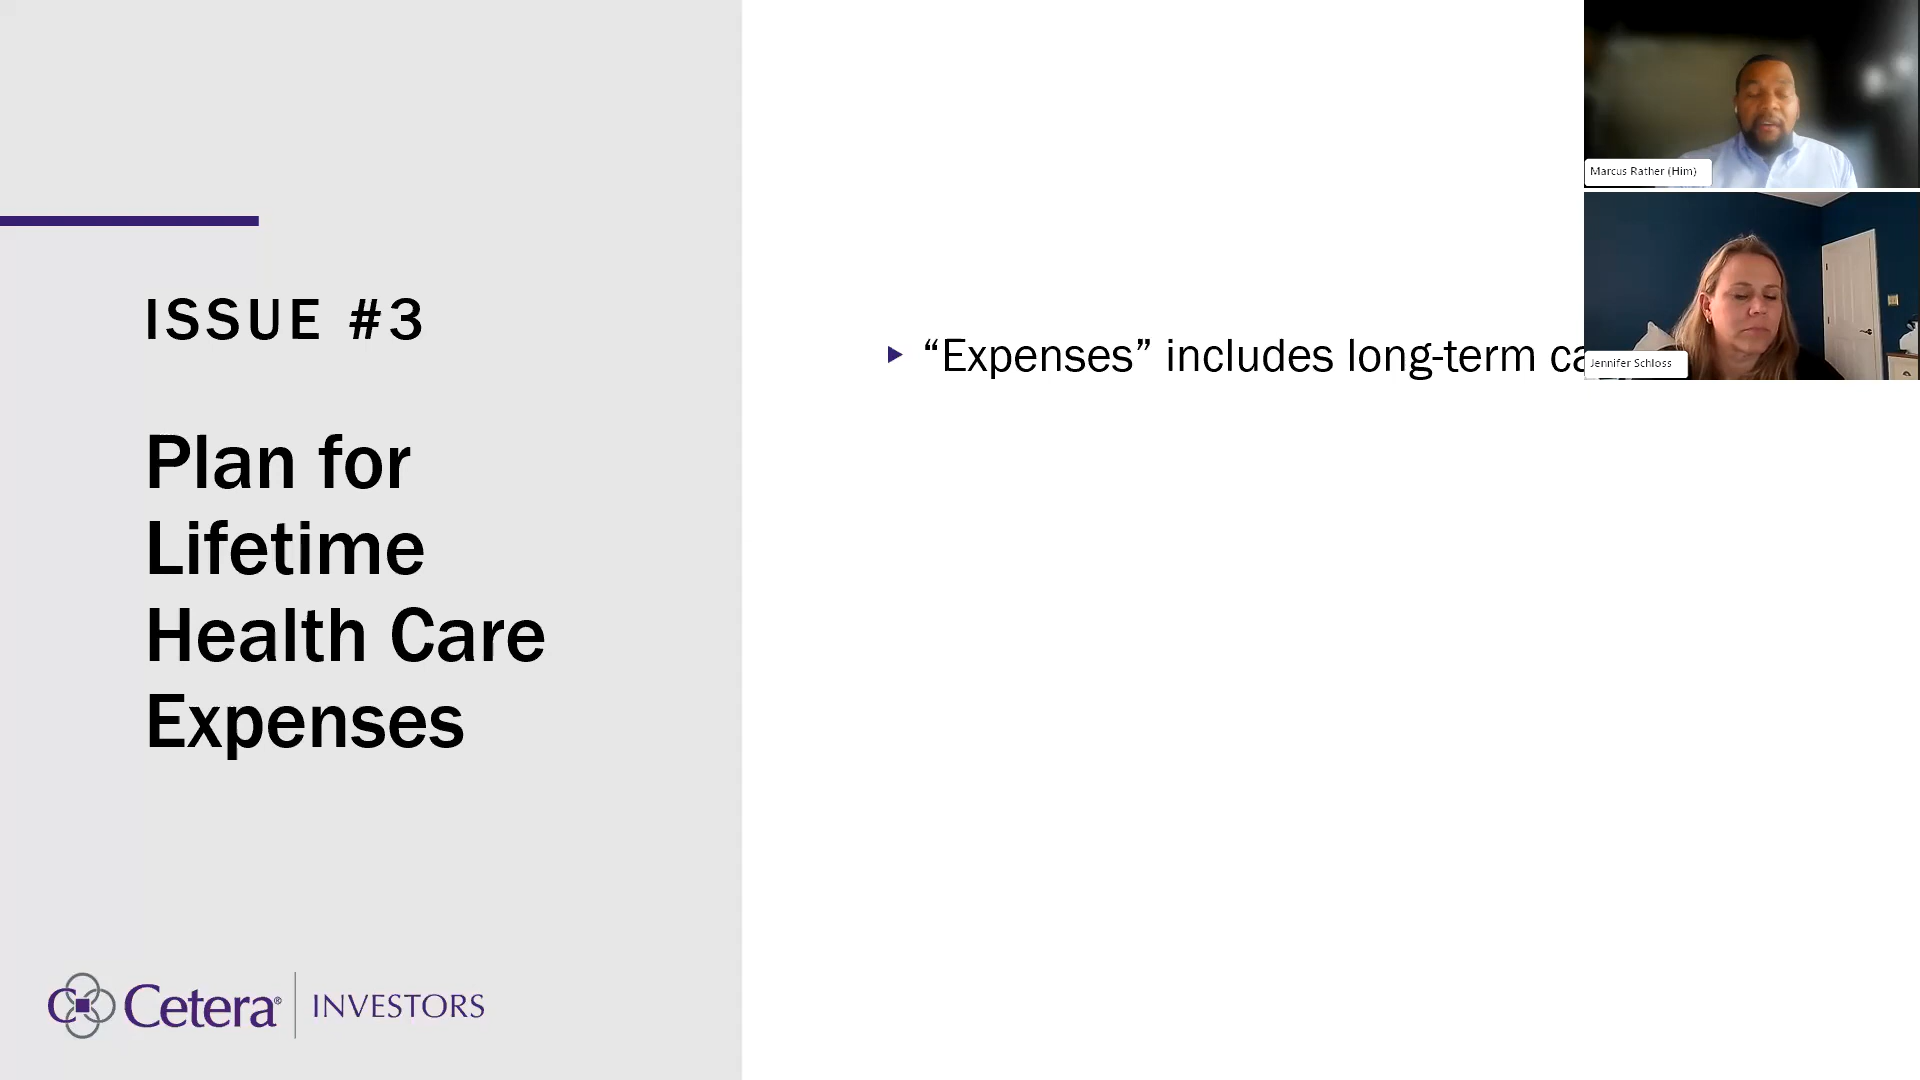 ISSUE #3
Plan for
Lifetime
Health Care
Expenses
“Expenses” includes long-term
Marcus Rather (Him)
Jennifer Schloss
Cetera® INVESTORS